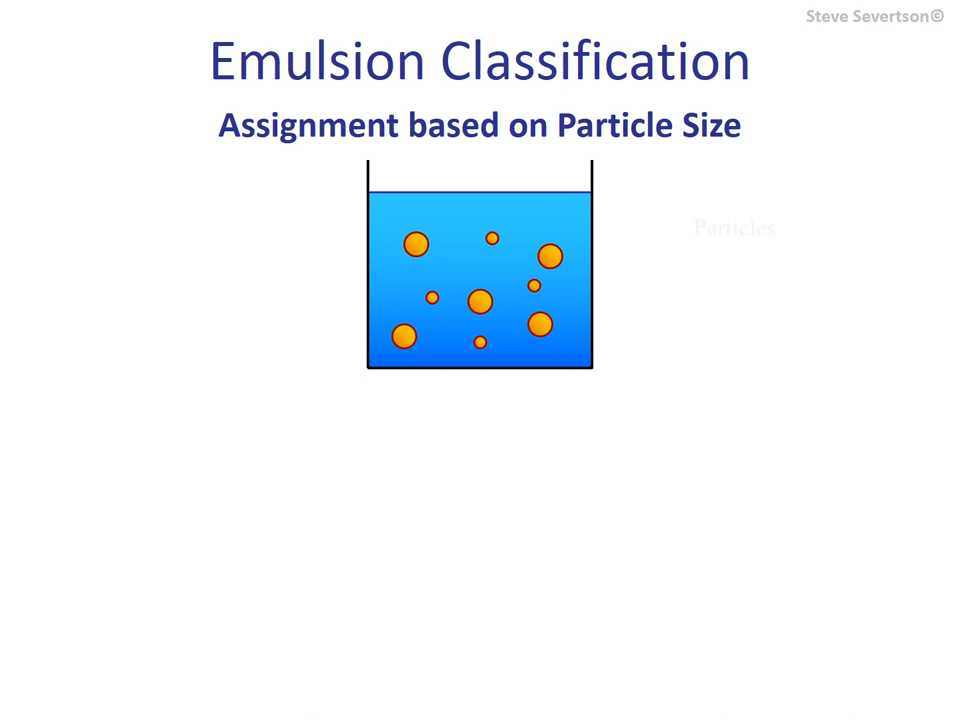 Steve Severtson©
Emulsion Classification
Assignment based on Particle Size
Particles